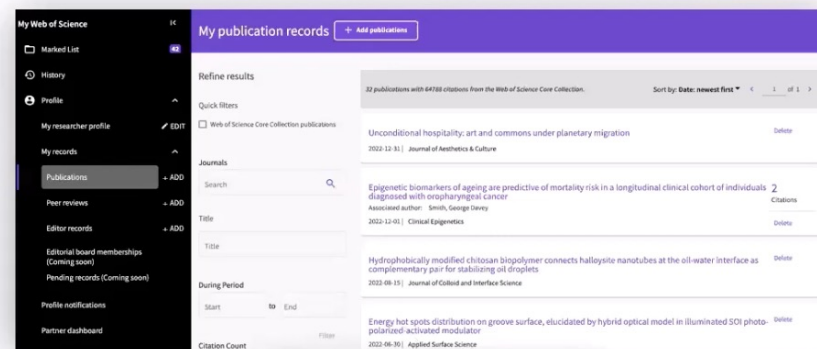 My Web of Science
Marked List
42
History
Profile
My researcher profile
EDIT
My records
Publications
+ ADD
Peer reviews
+ ADD
Editor records
+ ADD
Editorial board memberships
(Coming soon)
Pending records (Coming soon)
Profile notifications
Partner dashboard
My publication records
+ Add publications
Refine results
Quick filters
Web of Science Core Collection publications
Journals
Search
Title
Title
During Period
Start
to
End
Filter
Citation Count
32 publications with 64788 citations from the Web of Science Core Collection.
Sort by: Date: newest first
1 of 1
Unconditional hospitality: art and commons under planetary migration
Delete
2022-12-31 | Journal of Aesthetics & Culture
Epigenetic biomarkers of ageing are predictive of mortality risk in a longitudinal clinical cohort of individuals
diagnosed with oropharyngeal cancer
2
Citations
Associated author: Smith, George Davey
2022-12-01 | Clinical Epigenetics
Delete
Hydrophobically modified chitosan biopolymer connects halloysite nanotubes at the oil-water interface as
complementary pair for stabilizing oil droplets
Delete
2022-08-15 | Journal of Colloid and Interface Science
Energy hot spots distribution on groove surface, elucidated by hybrid optical model in illuminated SOI photo-
polarized-activated modulator
Delete
2022-06-30 | Applied Surface Science